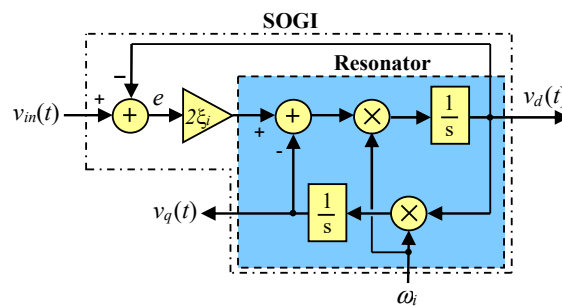 SOGI
Resonator
v_in(t)
+
−
+
e
2ξ_i
+
-
+
×
1/s
v_d(t)
v_q(t)
1/s
×
ω_i